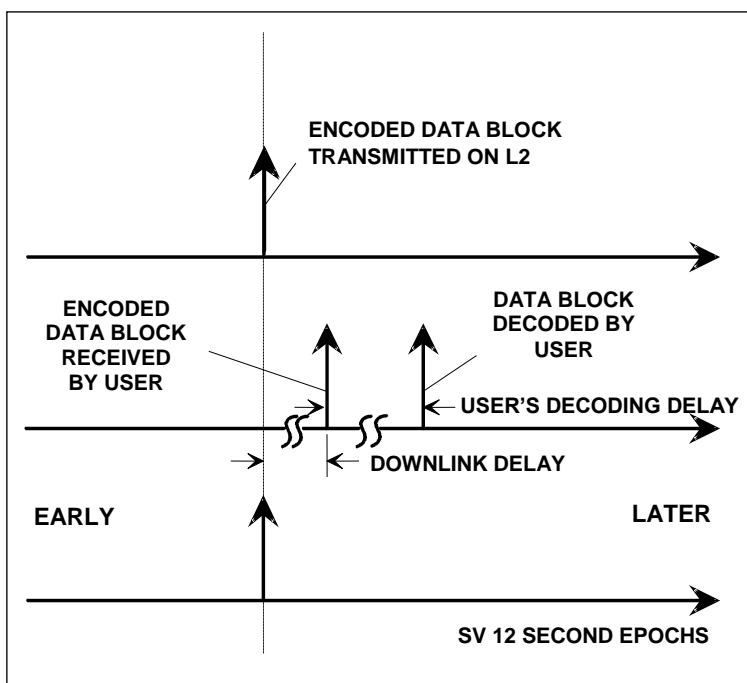 ENCODED DATA BLOCK
TRANSMITTED ON L2
ENCODED
DATA BLOCK
RECEIVED
BY USER
DATA BLOCK
DECODED BY
USER
USER'S DECODING DELAY
DOWNLINK DELAY
EARLY
LATER
SV 12 SECOND EPOCHS